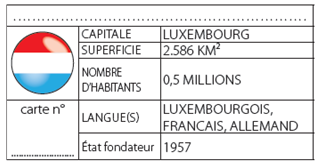 CAPITALE LUXEMBOURG
SUPERFICIE 2.586 KM²
NOMBRE
D'HABITANTS 0,5 MILLIONS
carte n°
LANGUE(S) LUXEMBOURGOIS,
FRANCAIS, ALLEMAND
État fondateur 1957